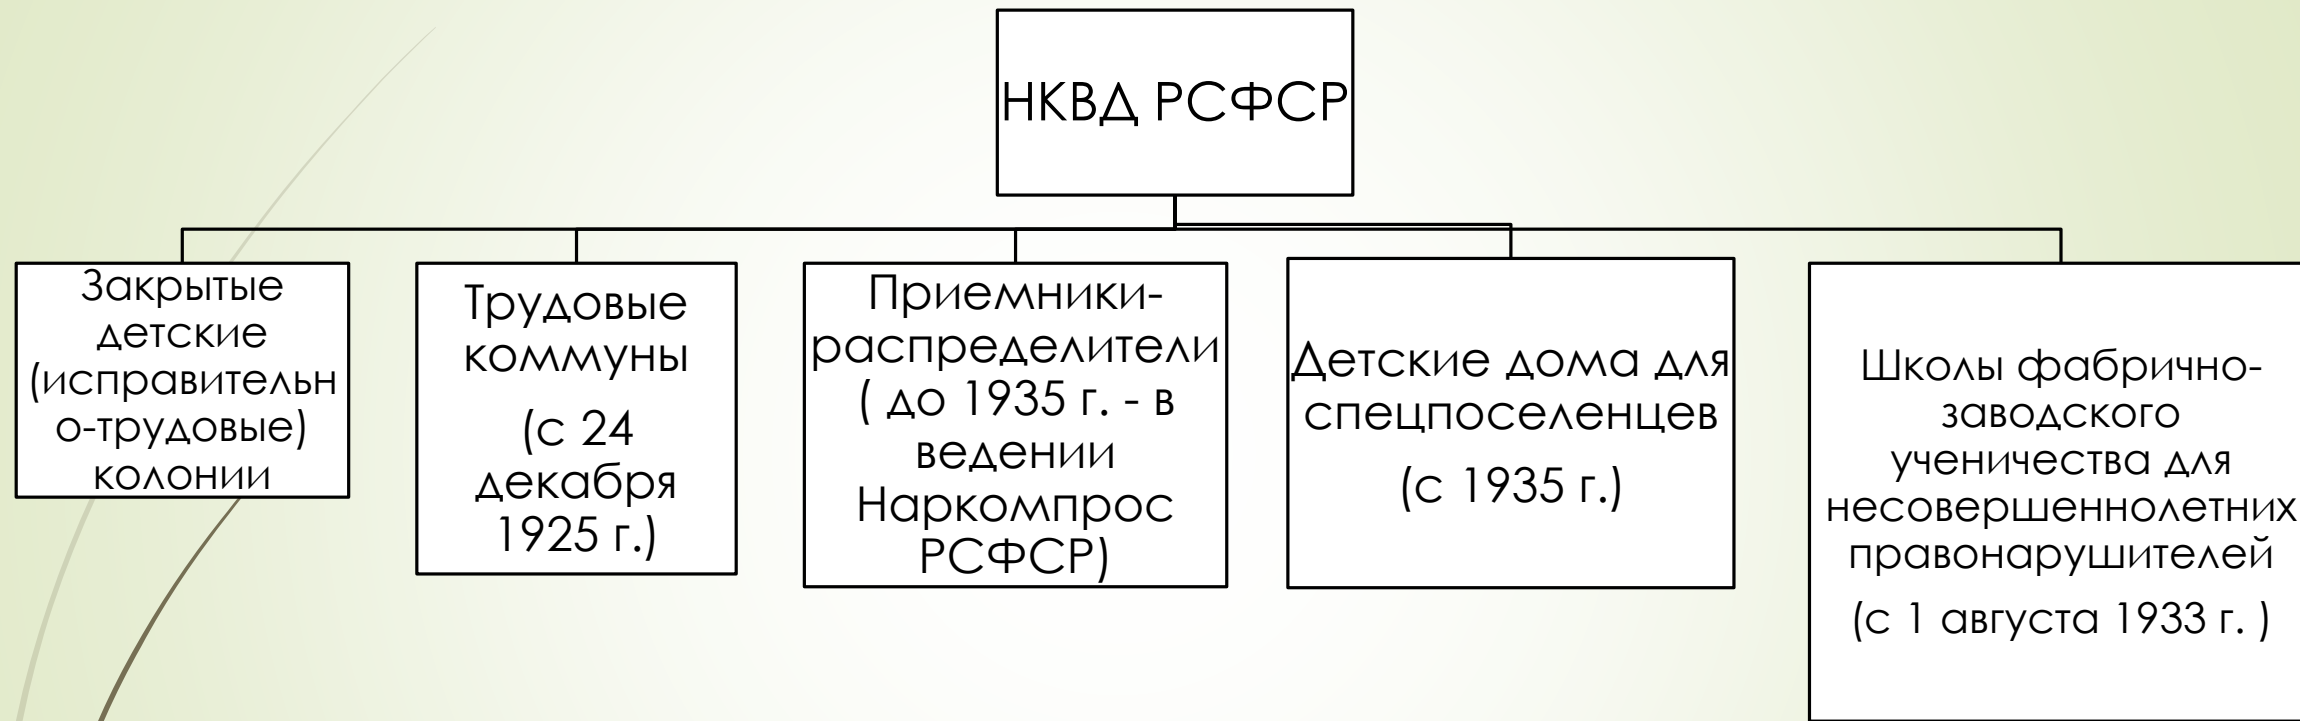 НКВД РСФСР
Закрытые
детские
(исправительн
о-трудовые)
колонии
Трудовые
коммуны
(с 24
декабря
1925 г.)
Приемники-
распределители
( до 1935 г. - в
ведении
Наркомпрос
РСФСР)
Детские дома для
спецпоселенцев
(с 1935 г.)
Школы фабрично-
заводского
ученичества для
несовершеннолетних
правонарушителей
(с 1 августа 1933 г. )